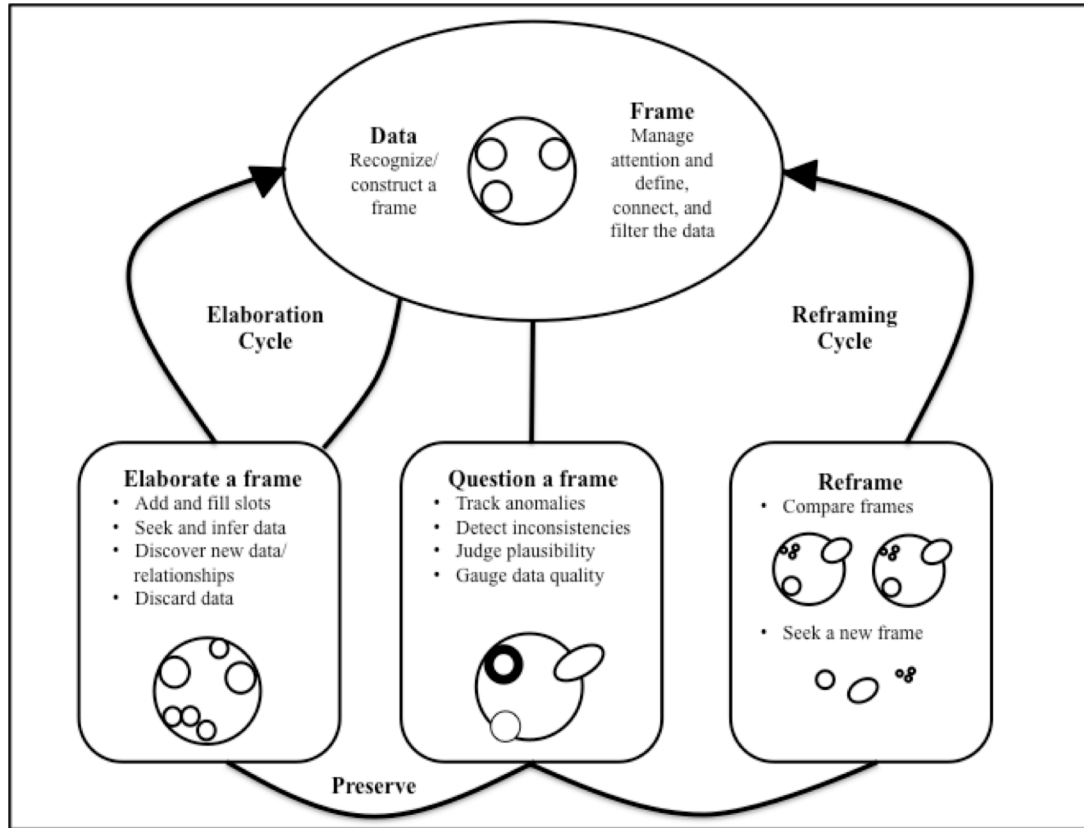 Data
Recognize/
construct a
frame
Frame
Manage
attention and
define,
connect, and
filter the data
Elaboration
Cycle
Reframing
Cycle
Elaborate a frame
• Add and fill slots
• Seek and infer data
• Discover new data/
relationships
• Discard data
Question a frame
• Track anomalies
• Detect inconsistencies
• Judge plausibility
• Gauge data quality
Reframe
• Compare frames
• Seek a new frame
Preserve